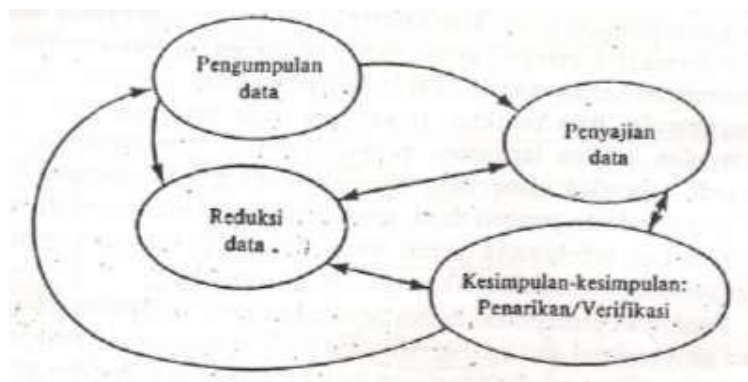 Pengumpulan
data
Penyajian
data
Reduksi
data
Kesimpulan-kesimpulan:
Penarikan/Verifikasi